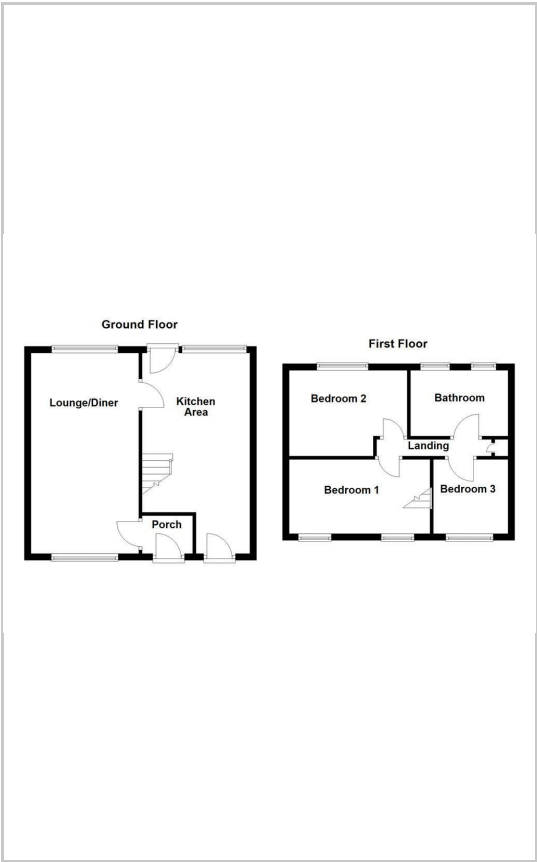 Ground Floor
Lounge/Diner
Kitchen
Area
Porch
First Floor
Bedroom 2
Bathroom
Landing
Bedroom 1
Bedroom 3